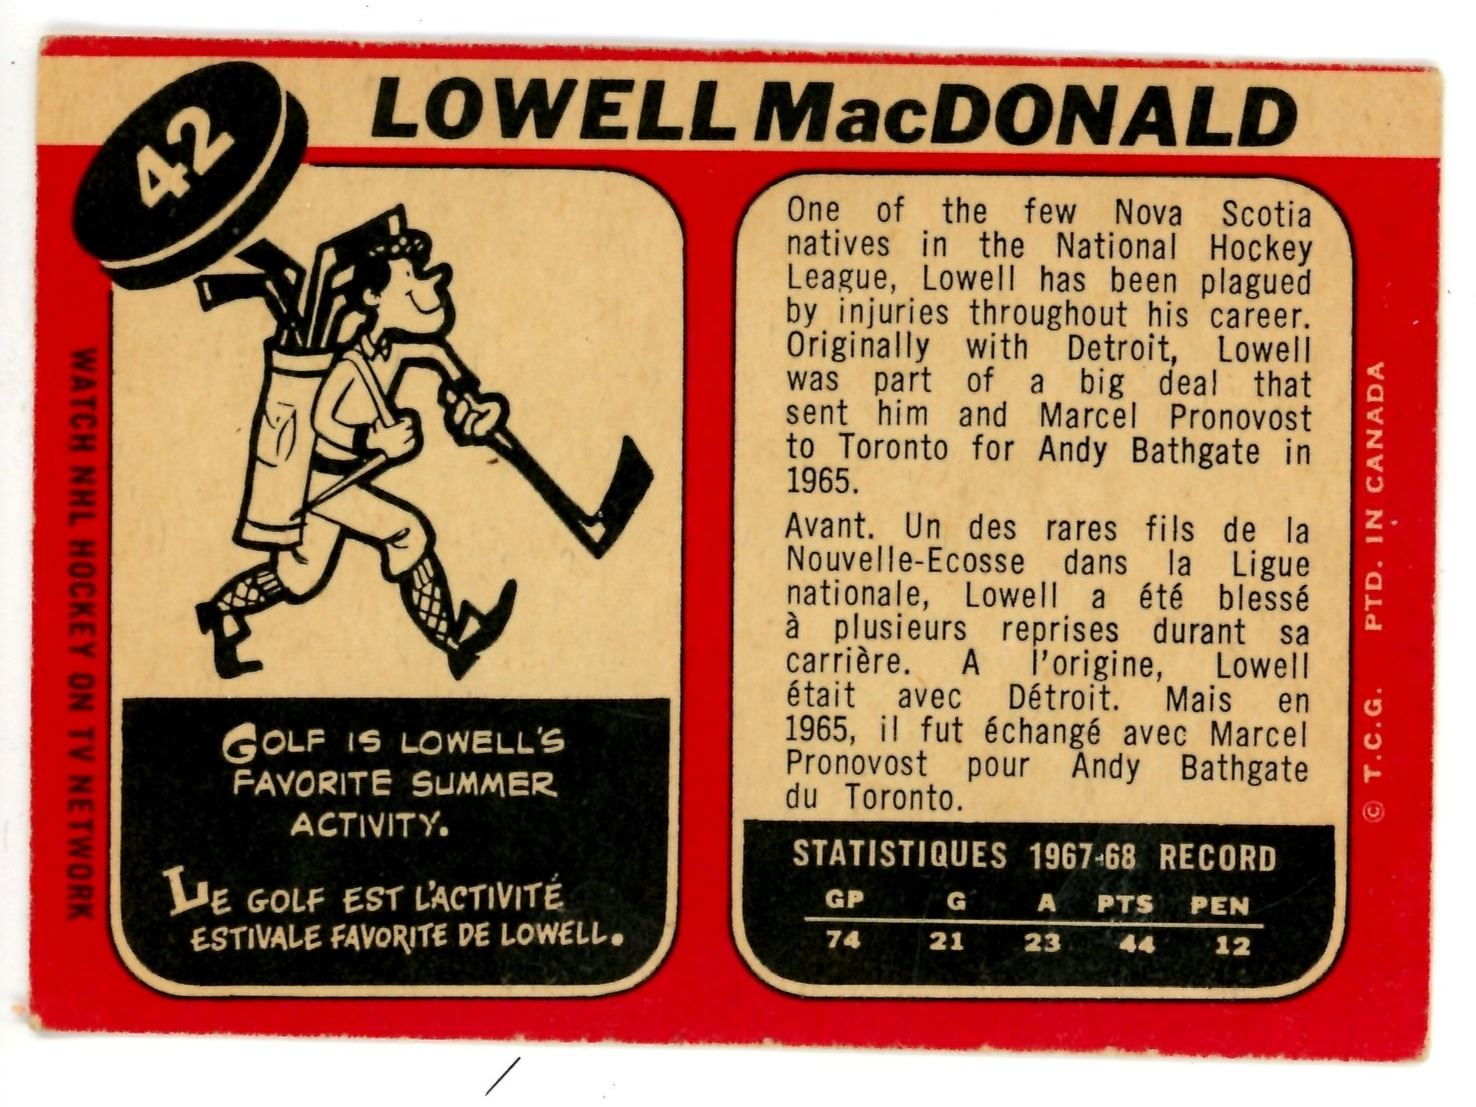 42
LOWELL MacDONALD
WATCH NHL HOCKEY ON TV NETWORK
GOLF IS LOWELL'S
FAVORITE SUMMER
ACTIVITY.
LE GOLF EST L'ACTIVITÉ
ESTIVALE FAVORITE DE LOWELL.
One of the few Nova Scotia
natives in the National Hockey
League, Lowell has been plagued
by injuries throughout his career.
Originally with Detroit, Lowell
was part of a big deal that
sent him and Marcel Pronovost
to Toronto for Andy Bathgate in
1965.
Avant. Un des rares fils de la
Nouvelle-Ecosse dans la Ligue
nationale, Lowell a été blessé
à plusieurs reprises durant sa
carrière. A l'origine, Lowell
était avec Détroit. Mais en
1965, il fut échangé avec Marcel
Pronovost pour Andy Bathgate
du Toronto.
STATISTIQUES 1967-68 RECORD
GP G A PTS PEN
74 21 23 44 12
© T.C.G. PTD. IN CANADA